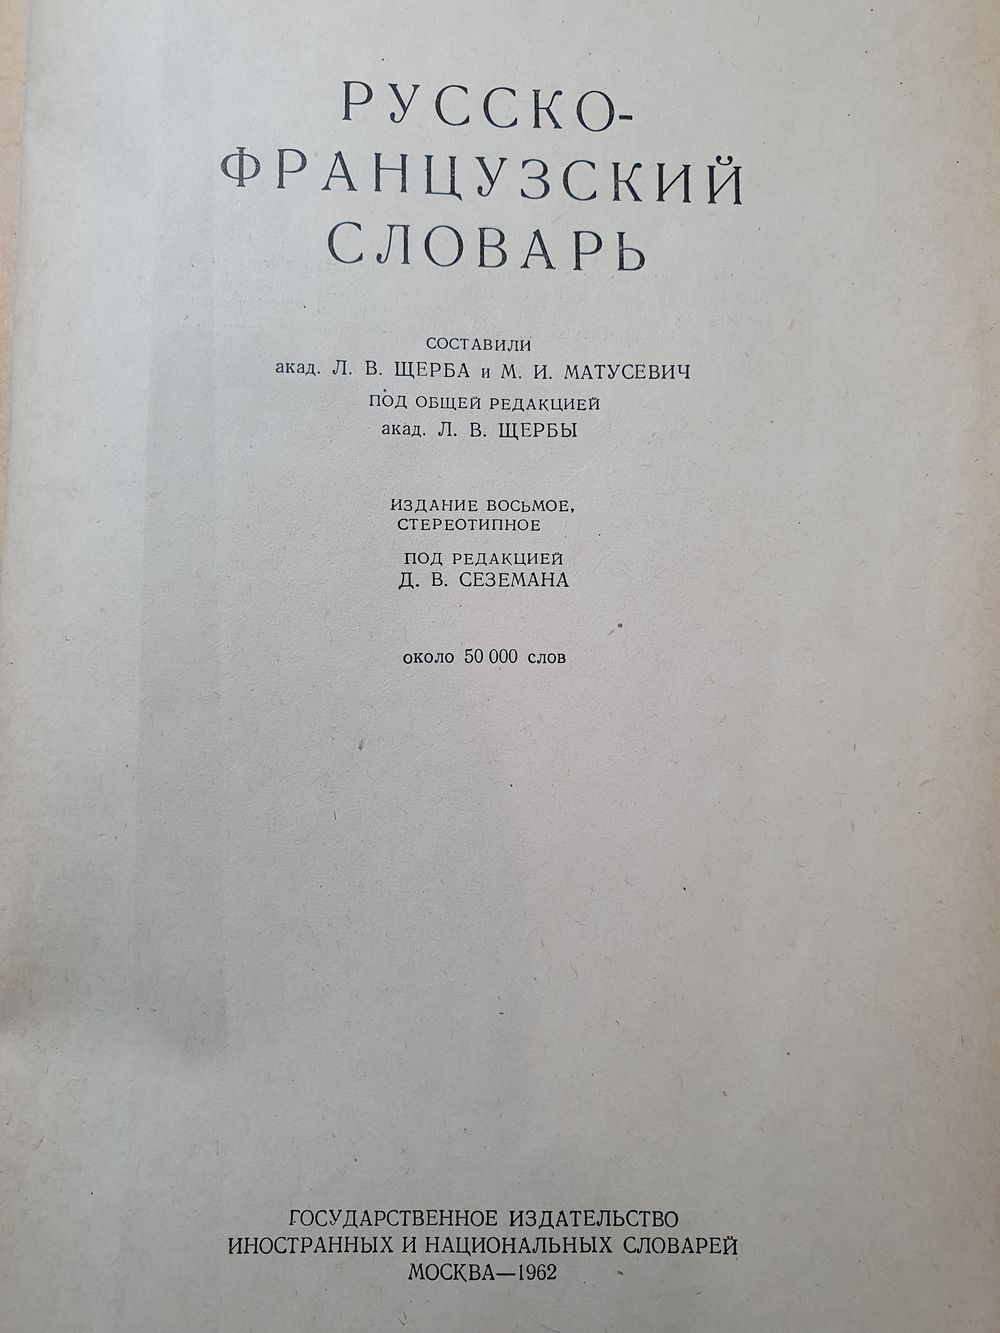 РУССКО-
ФРАНЦУЗСКИЙ
СЛОВАРЬ
СОСТАВИЛИ
акад. Л. В. ЩЕРБА и М. И. МАТУСЕВИЧ
ПОД ОБЩЕЙ РЕДАКЦИЕЙ
акад. Л. В. ЩЕРБЫ
ИЗДАНИЕ ВОСЬМОЕ,
СТЕРЕОТИПНОЕ
ПОД РЕДАКЦИЕЙ
Д. В. СЕЗЕМАНА
около 50 000 слов
ГОСУДАРСТВЕННОЕ ИЗДАТЕЛЬСТВО
ИНОСТРАННЫХ И НАЦИОНАЛЬНЫХ СЛОВАРЕЙ
МОСКВА—1962